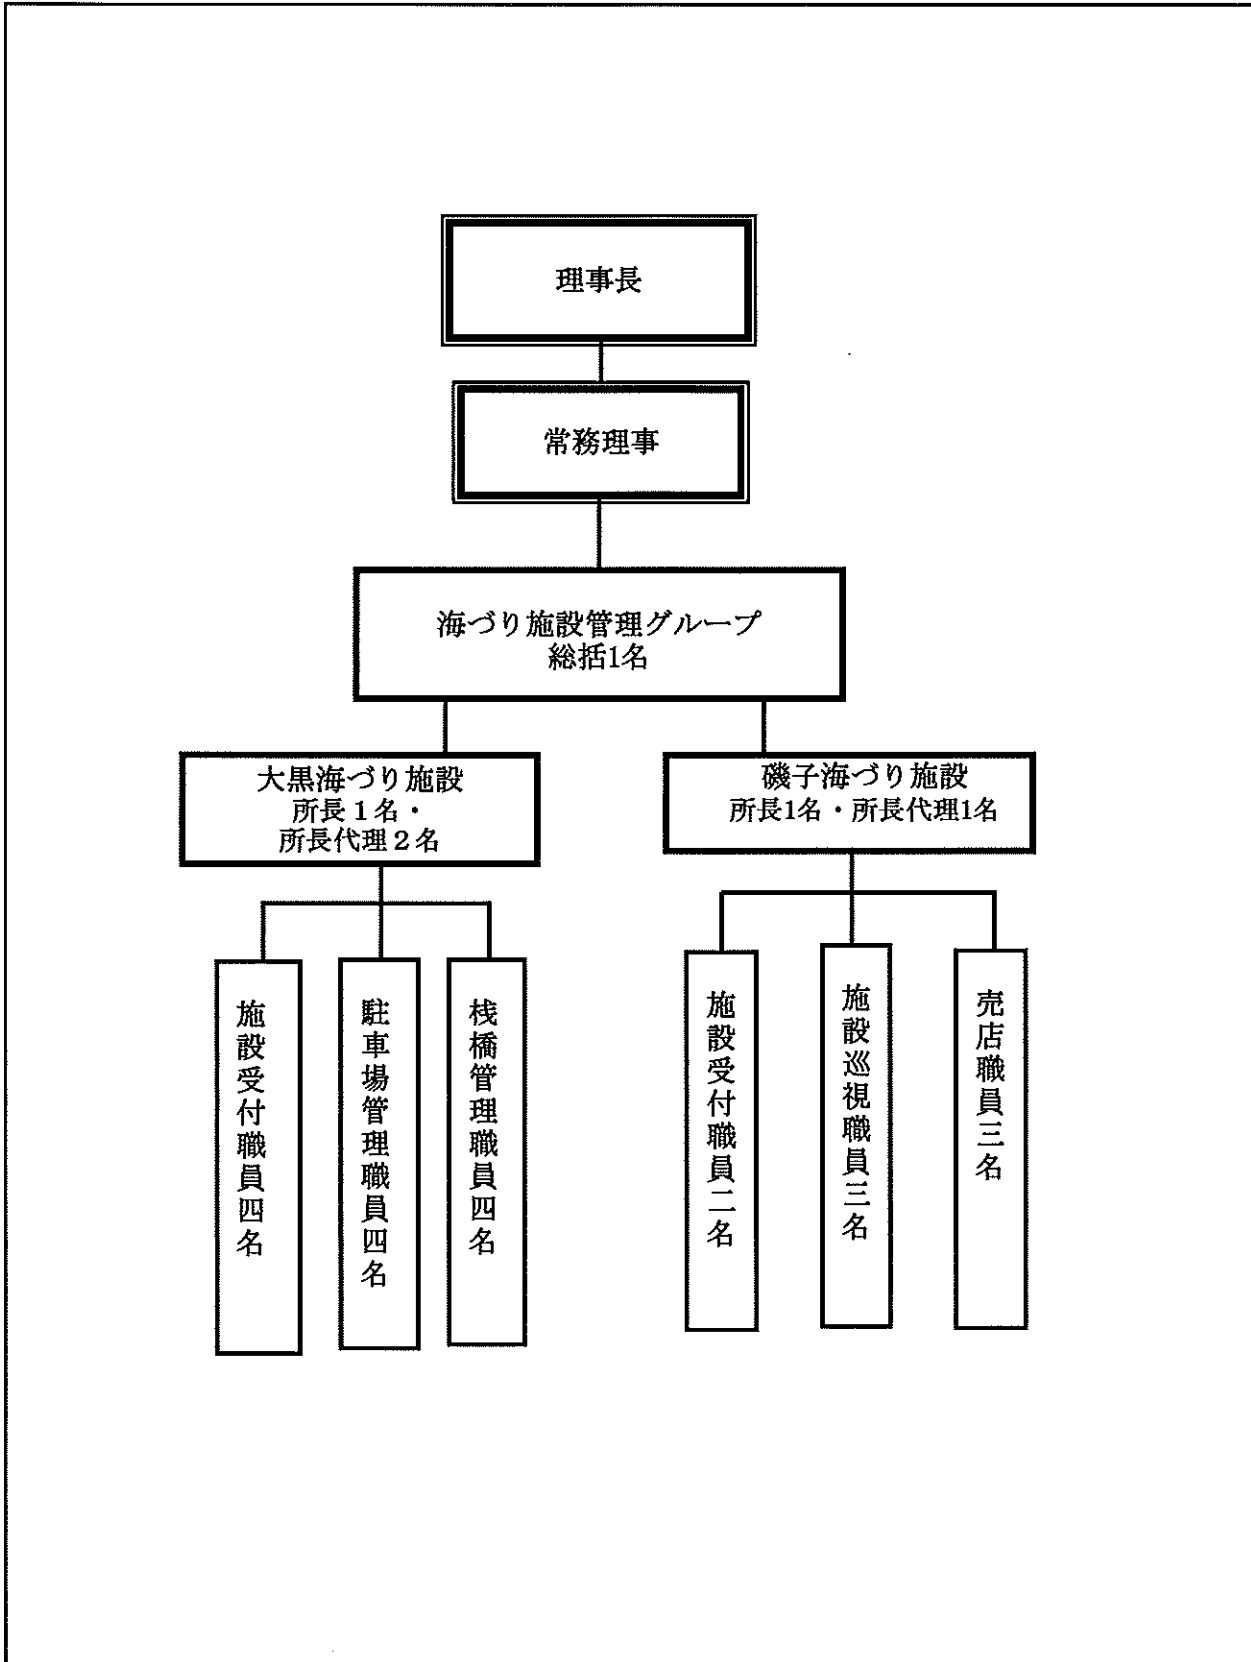 理事長
常務理事
海づり施設管理グループ
総括1名
大黒海づり施設
所長１名・
所長代理２名
磯子海づり施設
所長1名・所長代理1名
施設受付職員四名
駐車場管理職員四名
桟橋管理職員四名
施設受付職員二名
施設巡視職員三名
売店職員三名